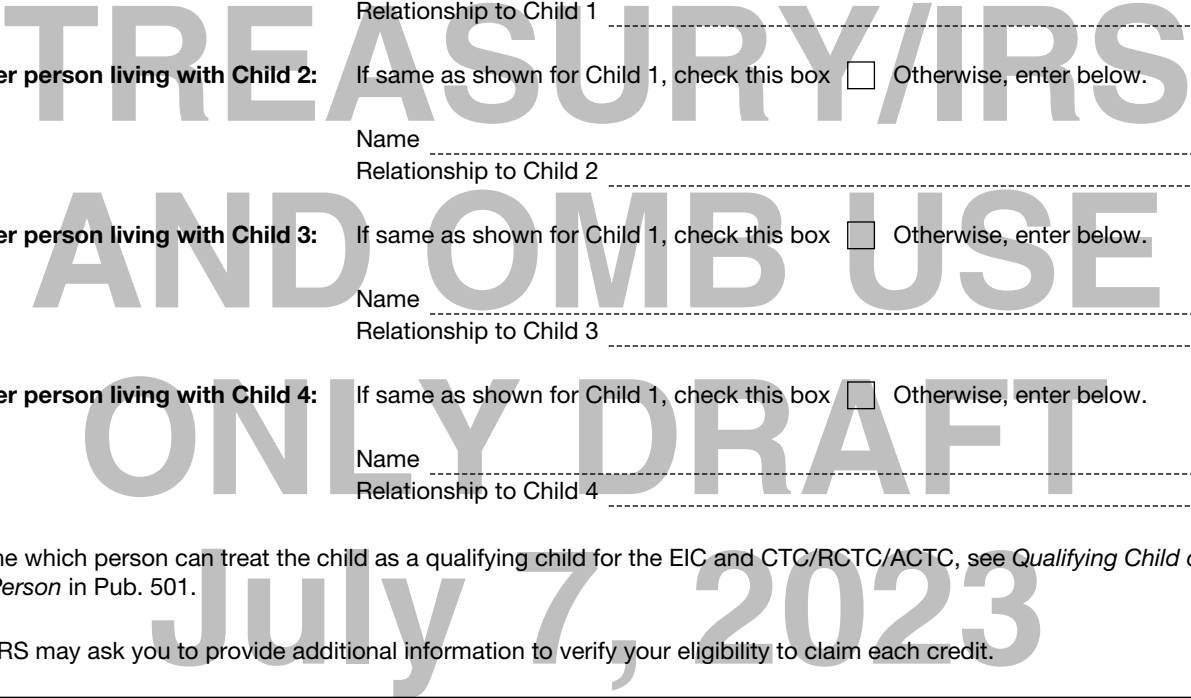 Relationship to Child 1
TREASURY/IRS
er person living with Child 2: If same as shown for Child 1, check this box Otherwise, enter below.
Name
Relationship to Child 2
AND OMB USE
er person living with Child 3: If same as shown for Child 1, check this box Otherwise, enter below.
Name
Relationship to Child 3
ONLY DRAFT
er person living with Child 4: If same as shown for Child 1, check this box Otherwise, enter below.
Name
Relationship to Child 4
July 7, 2023
ne which person can treat the child as a qualifying child for the EIC and CTC/RCTC/ACTC, see Qualifying Child
Person in Pub. 501.
RS may ask you to provide additional information to verify your eligibility to claim each credit.